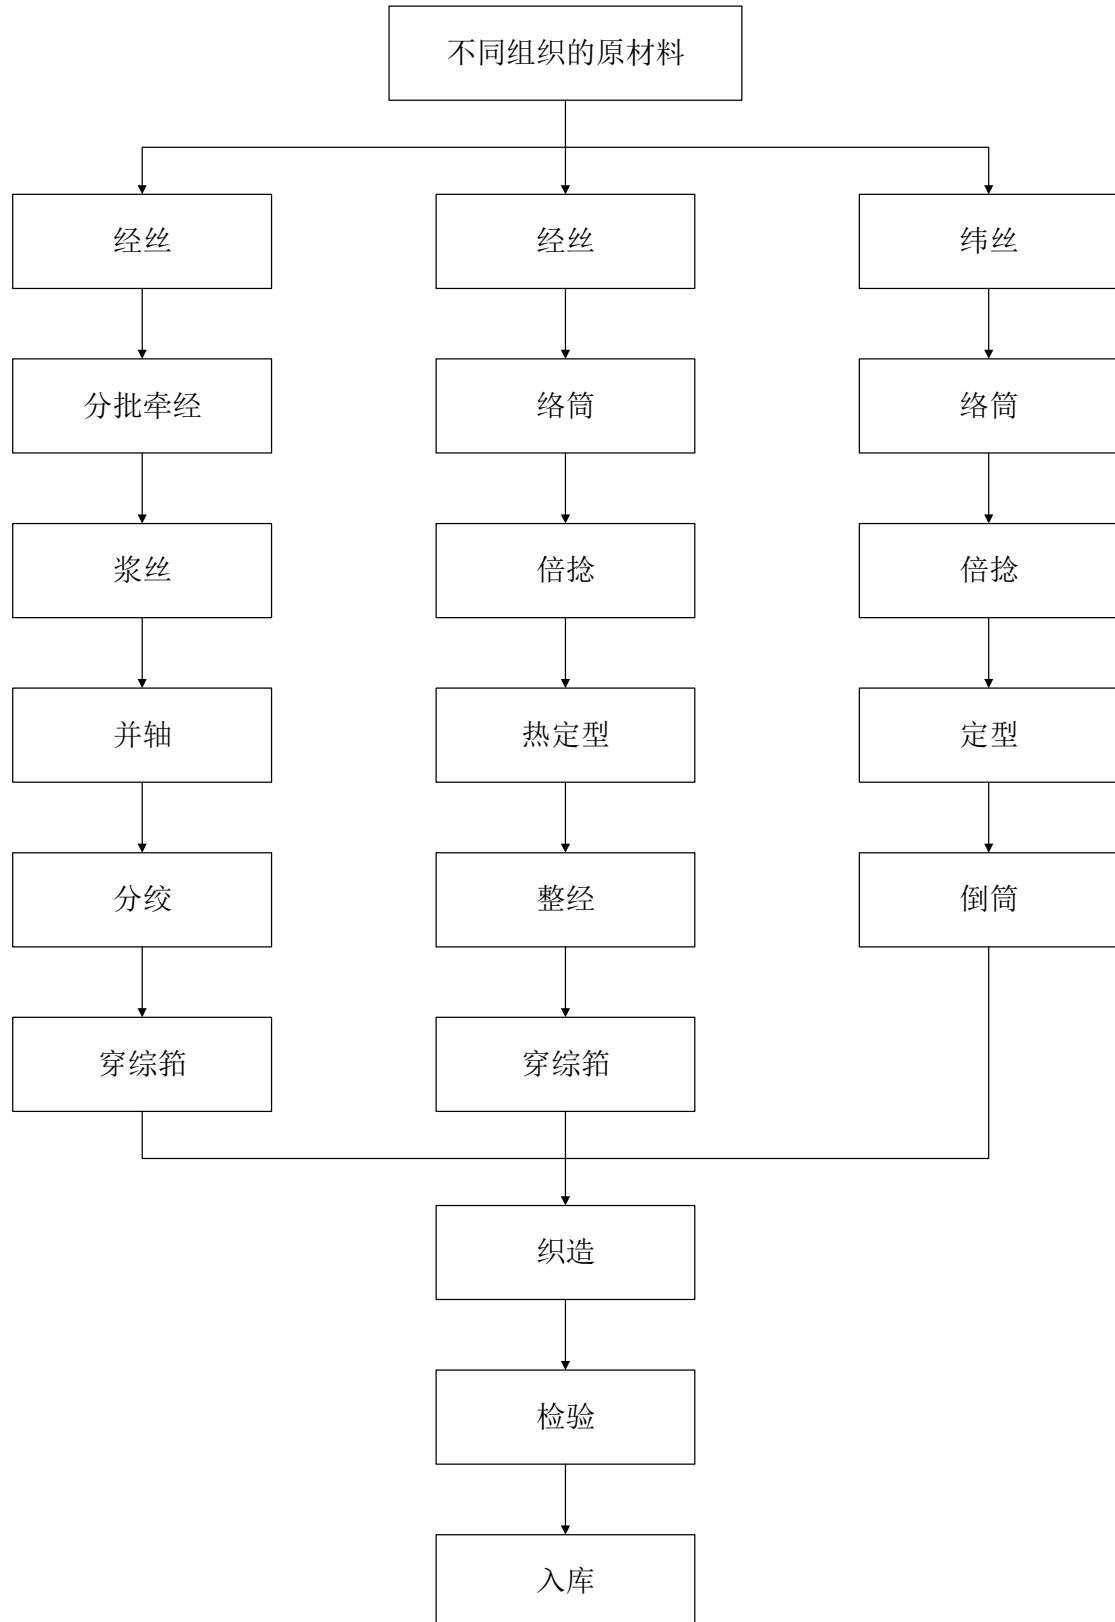 不同组织的原材料
经丝
经丝
纬丝
分批牵经
络筒
络筒
浆丝
倍捻
倍捻
并轴
热定型
定型
分绞
整经
倒筒
穿综筘
穿综筘
织造
检验
入库